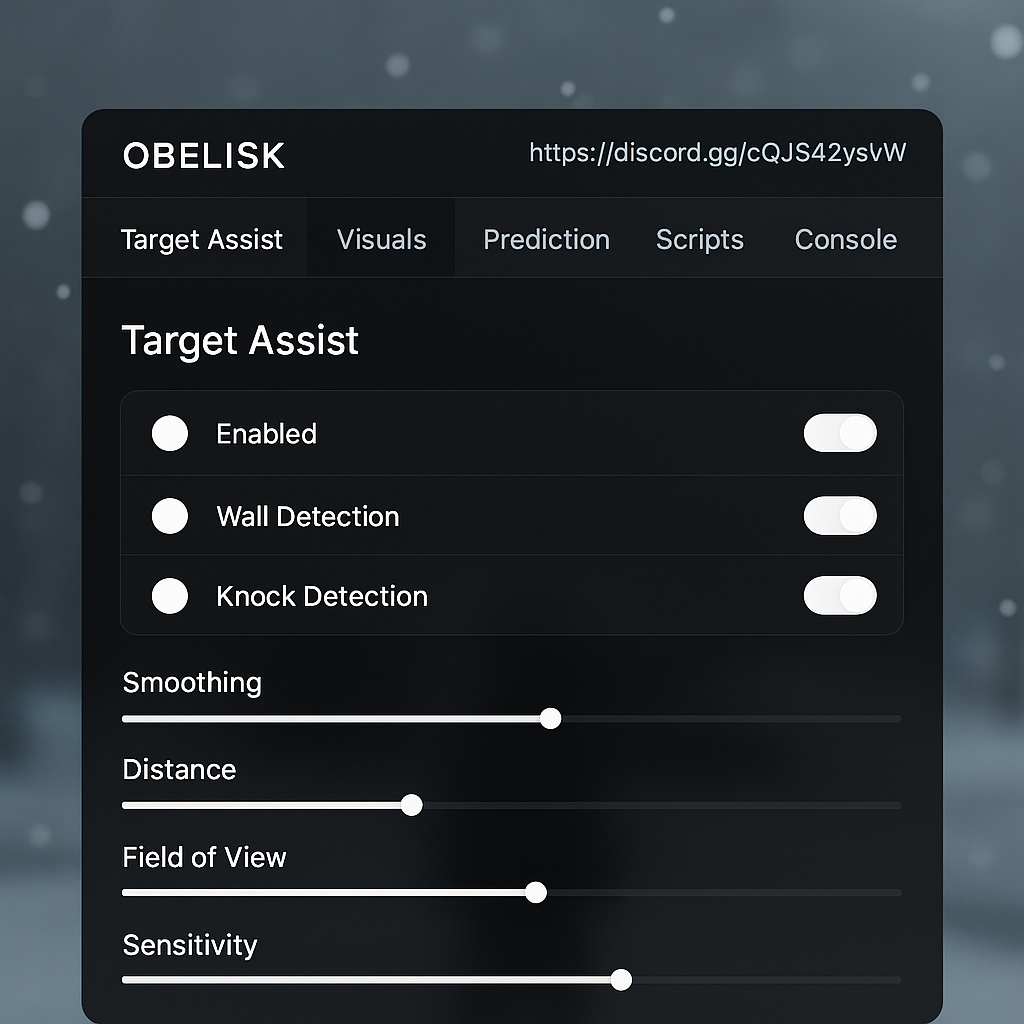 OBELISK
https://discord.gg/cQJS42ysVW
Target Assist Visuals Prediction Scripts Console
Target Assist
Enabled
Wall Detection
Knock Detection
Smoothing
Distance
Field of View
Sensitivity